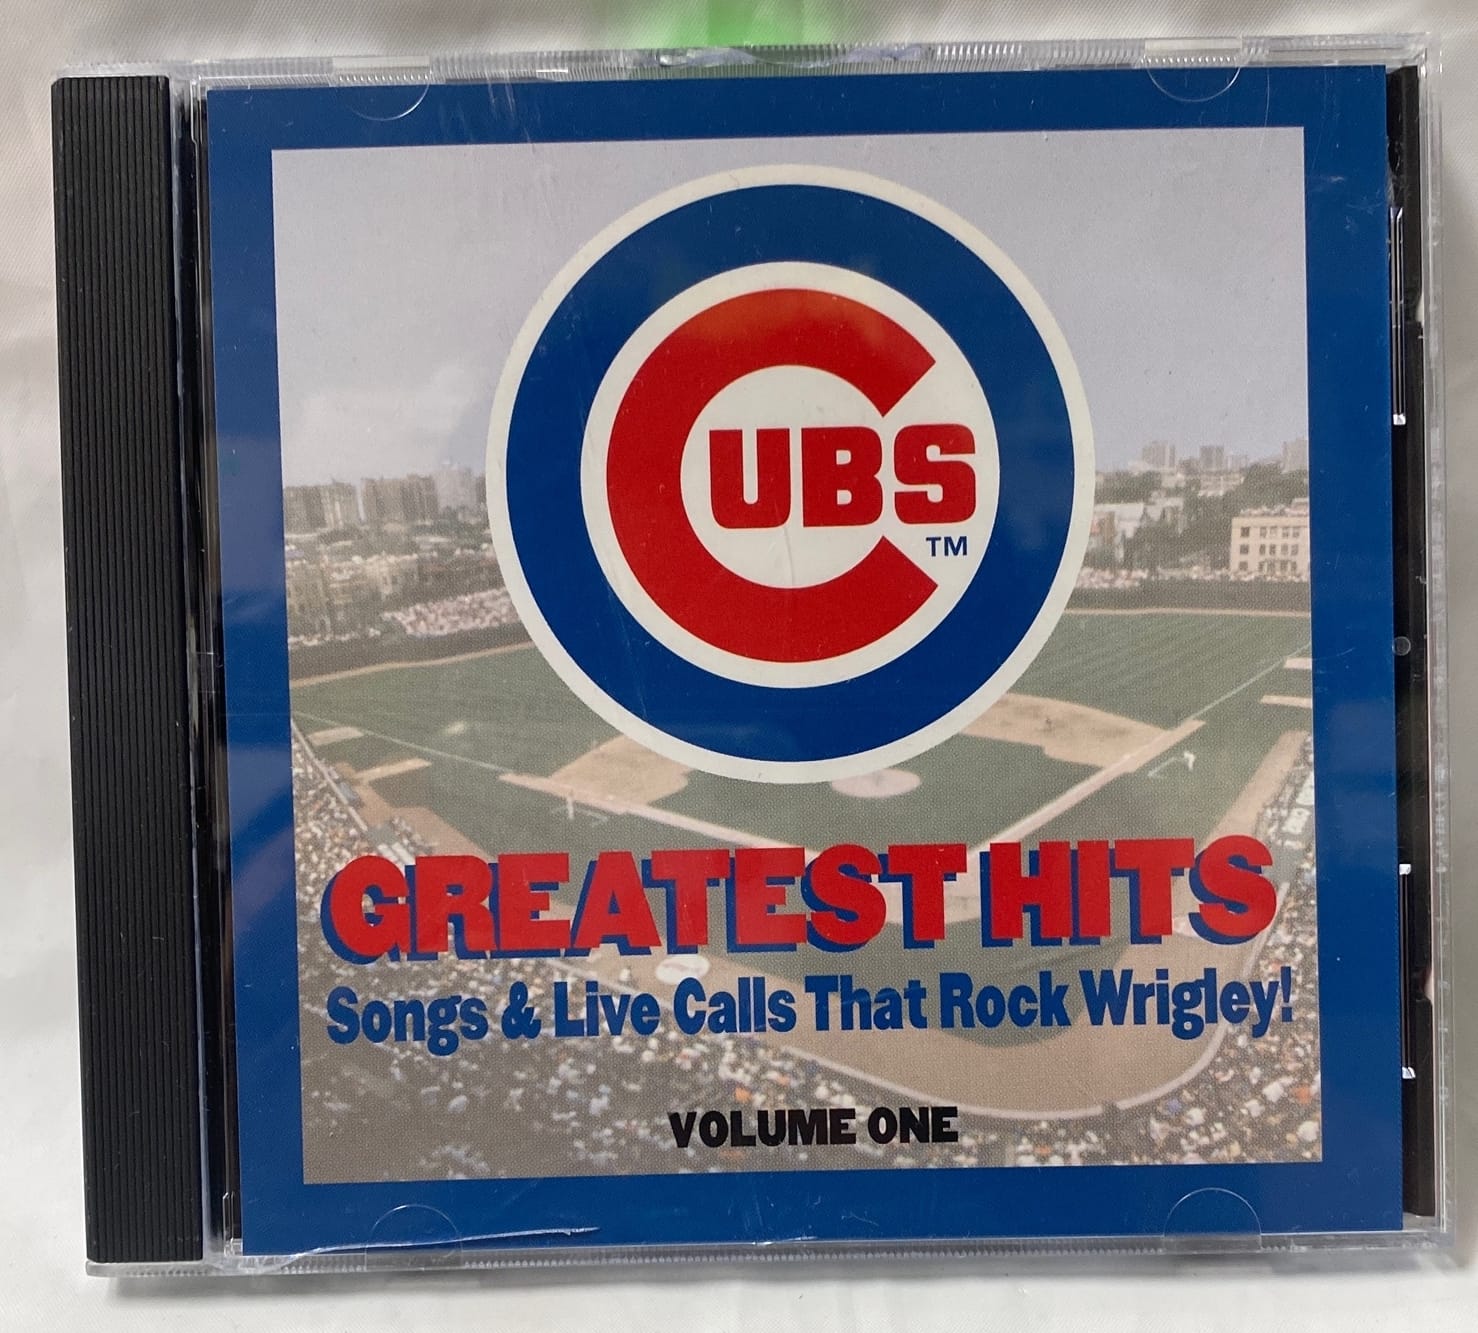 CUBS
TM
GREATEST HITS
Songs & Live Calls That Rock Wrigley!
VOLUME ONE